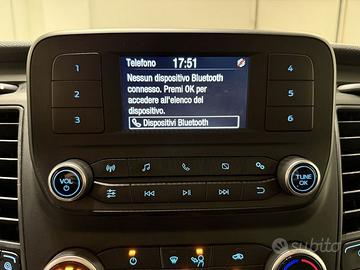 Telefono 17:51
Nessun dispositivo Bluetooth
connesso. Premi OK per
accedere all'elenco del
dispositivo.
Dispositivi Bluetooth
1
2
3
4
5
6
VOL
TUNE
OK
subito